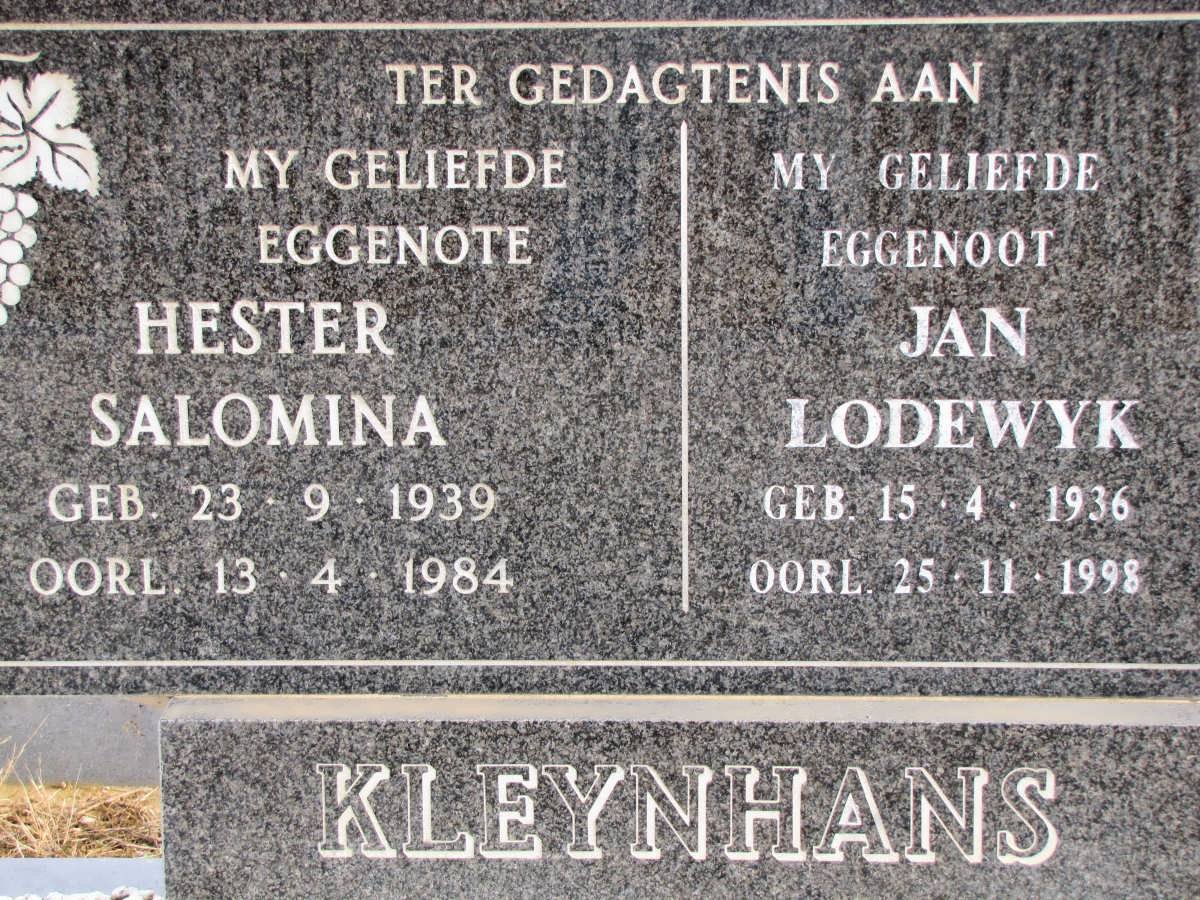 TER GEDAGTENIS AAN
MY GELIEFDE
EGGENOTE
HESTER
SALOMINA
GEB. 23 · 9 · 1939
OORL. 13 · 4 · 1984
MY GELIEFDE
EGGENOOT
JAN
LODEWYK
GEB. 15 · 4 · 1936
OORL. 25 · 11 · 1998
KLEYNHANS